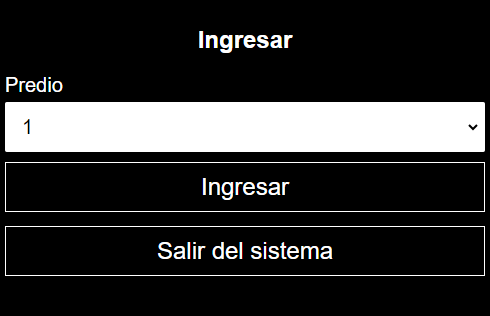 Ingresar
Predio
1
Ingresar
Salir del sistema